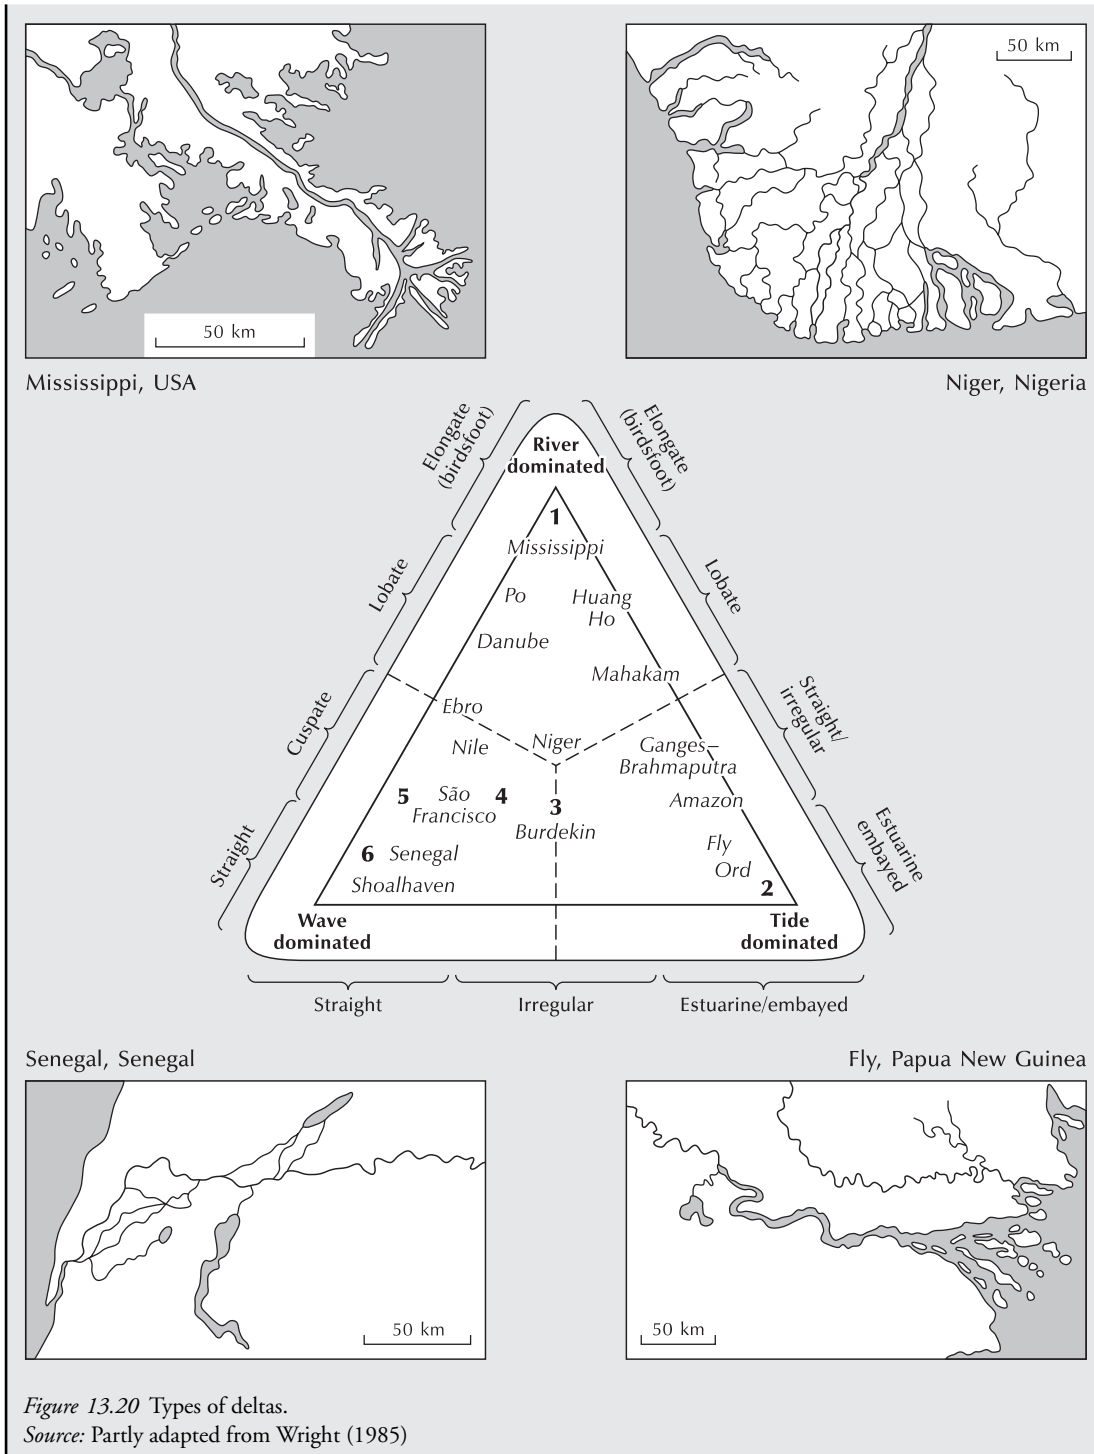 50 km
50 km
Mississippi, USA
Niger, Nigeria
Elongate
(birdsfoot)
Elongate
(birdsfoot)
River
dominated
1
Mississippi
Lobate
Lobate
Po
Huang
Ho
Danube
Mahakam
Cuspate
Straight/
irregular
Ebro
Nile
Niger
Ganges–
Brahmaputra
5
São
Francisco
4
3
Burdekin
Amazon
Straight
Estuarine
embayed
6
Senegal
Shoalhaven
Fly
Ord
2
Wave
dominated
Tide
dominated
Straight
Irregular
Estuarine/embayed
Senegal, Senegal
Fly, Papua New Guinea
50 km
50 km
Figure 13.20 Types of deltas.
Source: Partly adapted from Wright (1985)